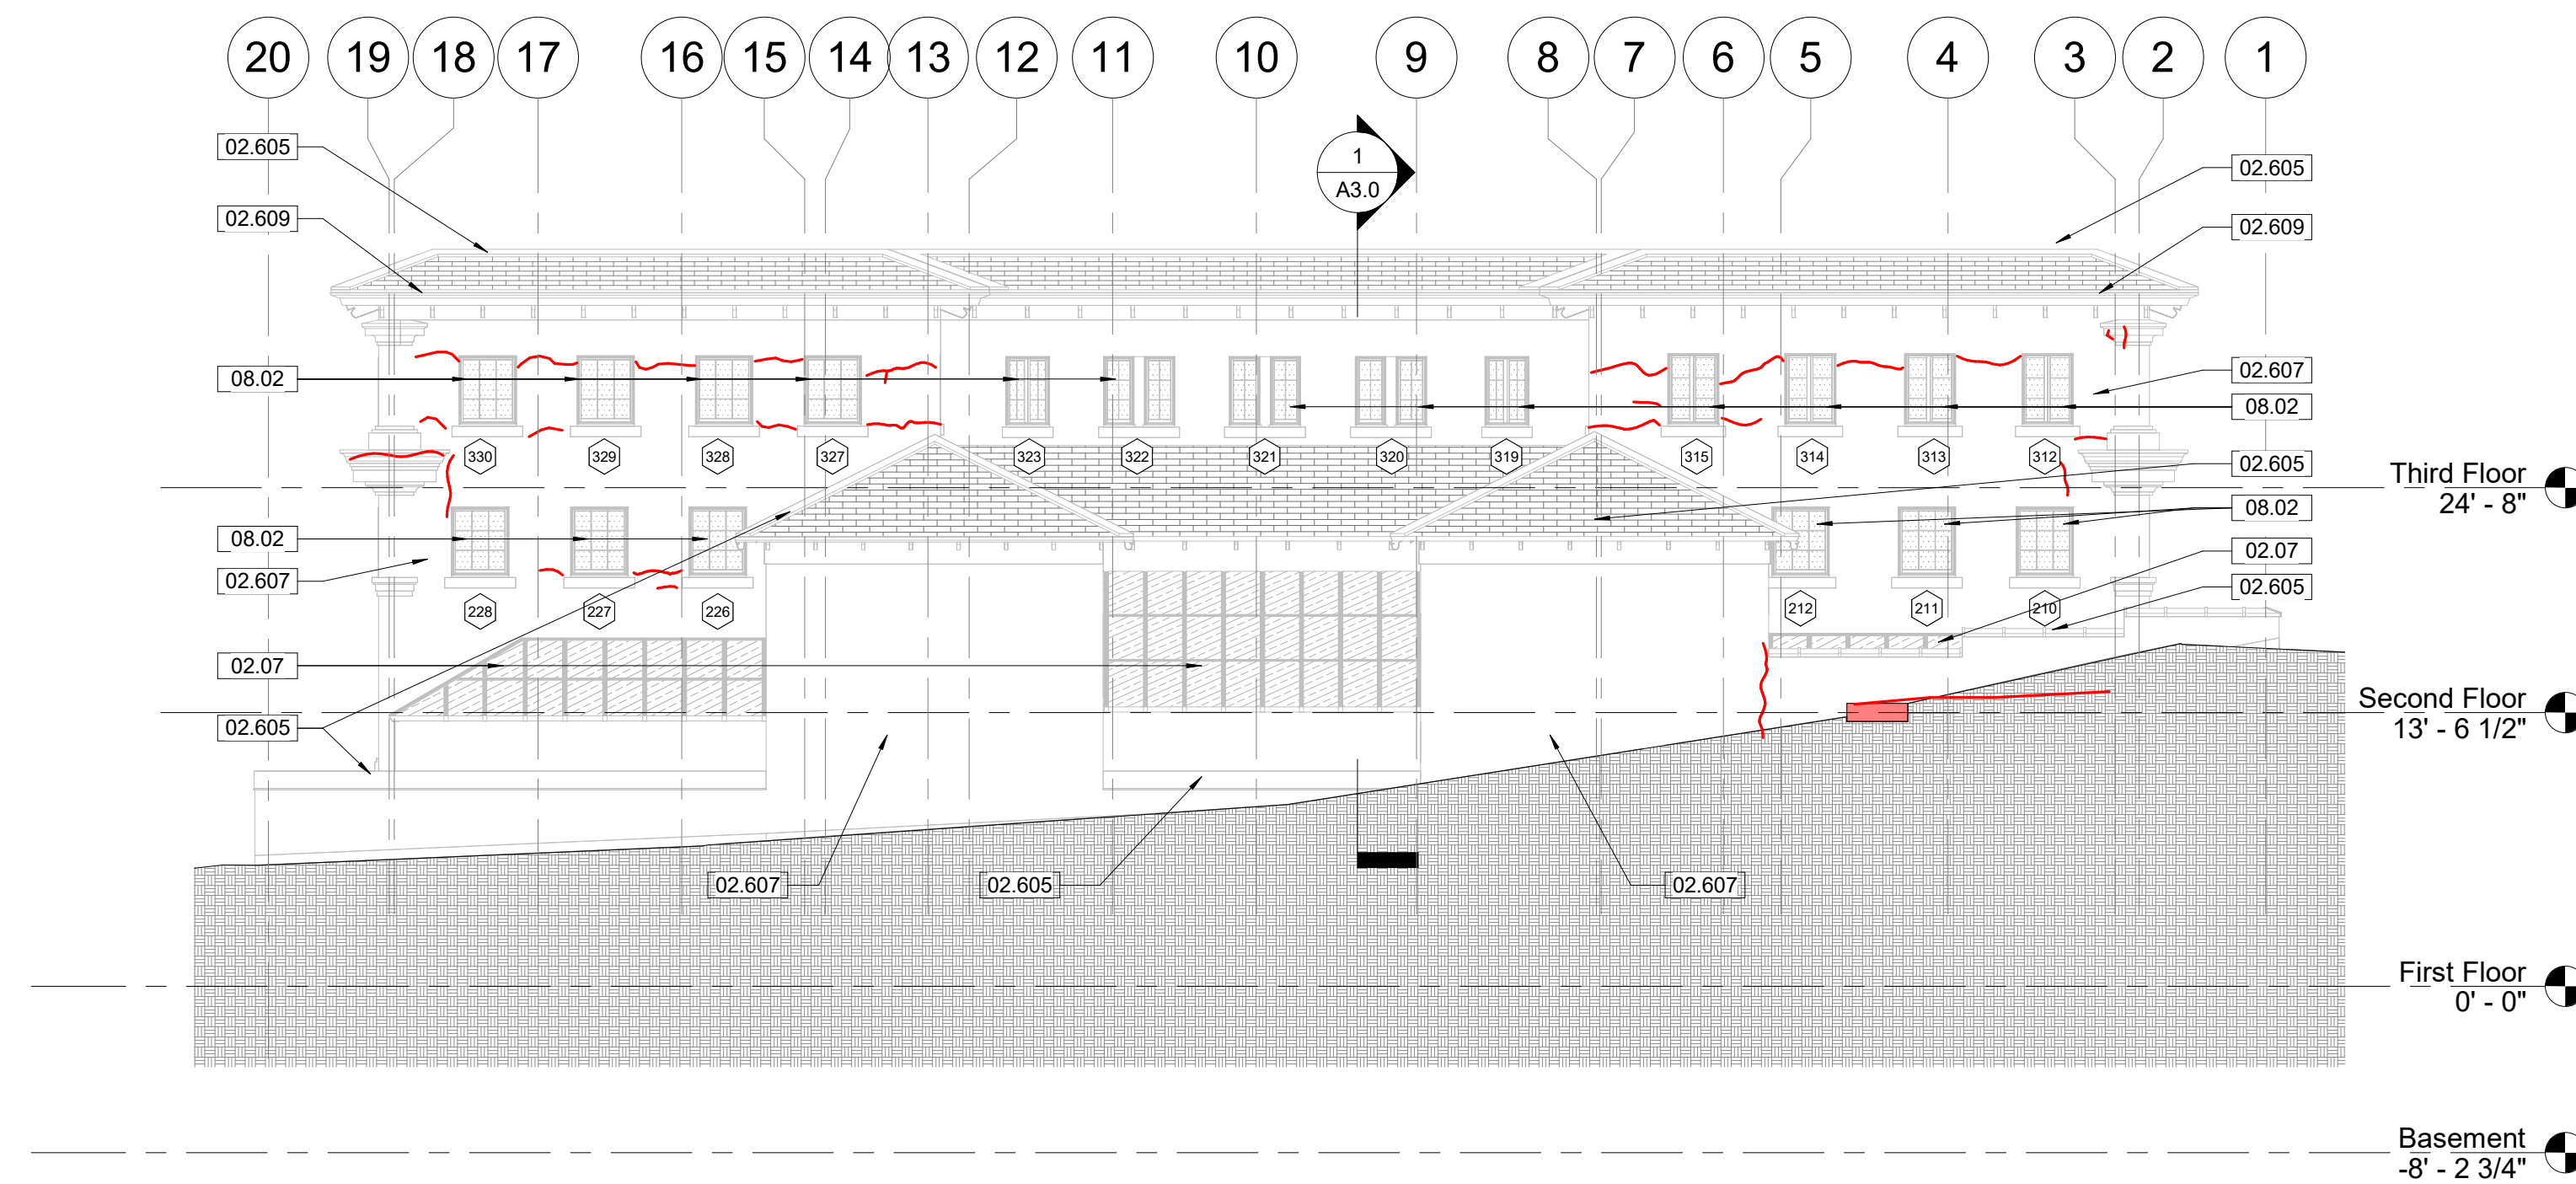 20 19 18 17 16 15 14 13 12 11 10 9 8 7 6 5 4 3 2 1
1
A3.0
02.605
02.605
02.609
02.609
08.02
02.607
08.02
330 329 328 327 323 322 321 320 319 315 314 313 312
02.605
Third Floor
24' - 8"
08.02
08.02
02.07
02.607
02.605
228 227 226 212 211 210
02.07
Second Floor
13' - 6 1/2"
02.605
02.607
02.605
02.607
First Floor
0' - 0"
Basement
-8' - 2 3/4"